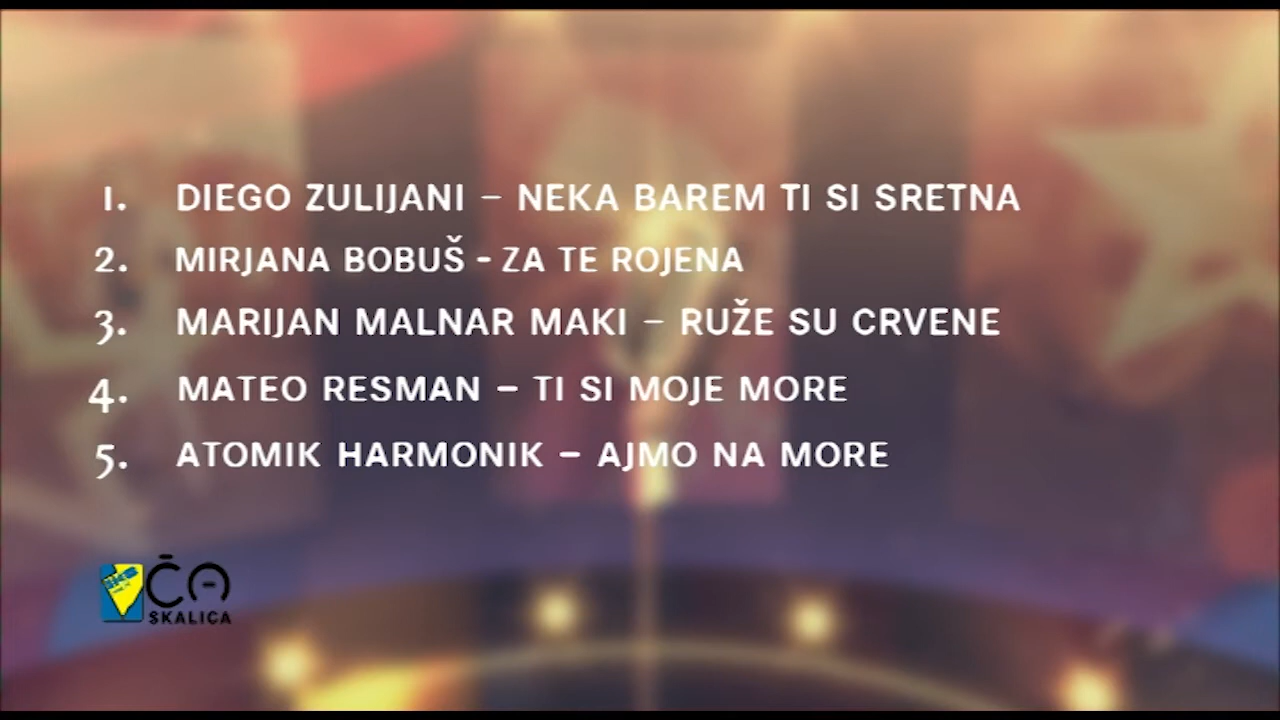 1. DIEGO ZULIJANI – NEKA BAREM TI SI SRETNA
2. MIRJANA BOBUŠ - ZA TE ROJENA
3. MARIJAN MALNAR MAKI – RUŽE SU CRVENE
4. MATEO RESMAN – TI SI MOJE MORE
5. ATOMIK HARMONIK – AJMO NA MORE
ČA
SKALICA